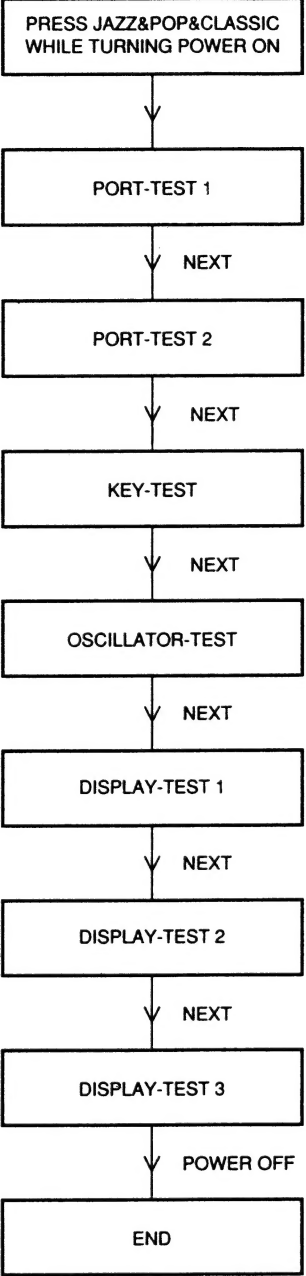 PRESS JAZZ&POP&CLASSIC
WHILE TURNING POWER ON
PORT-TEST 1
NEXT
PORT-TEST 2
NEXT
KEY-TEST
NEXT
OSCILLATOR-TEST
NEXT
DISPLAY-TEST 1
NEXT
DISPLAY-TEST 2
NEXT
DISPLAY-TEST 3
POWER OFF
END